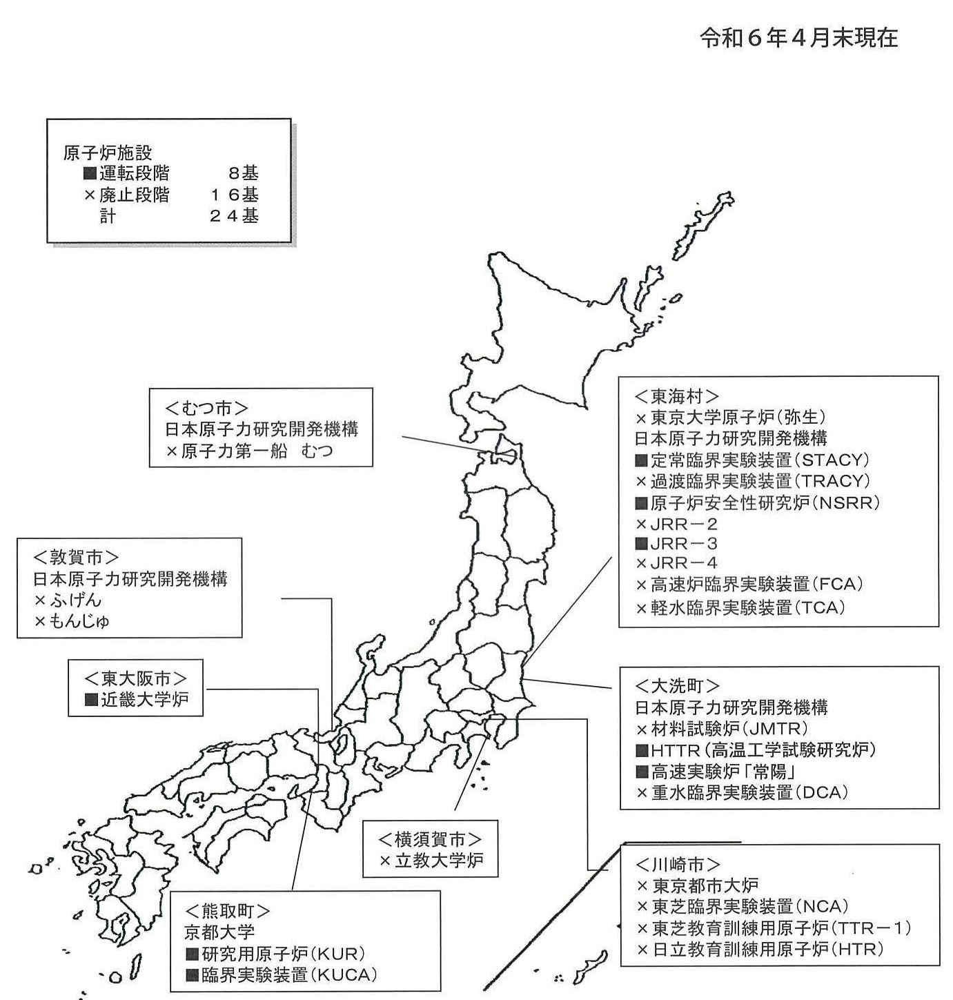 令和６年４月末現在
原子炉施設
■運転段階　８基
×廃止段階　１６基
計　２４基
＜むつ市＞
日本原子力研究開発機構
×原子力第一船　むつ
＜東海村＞
×東京大学原子炉（弥生）
日本原子力研究開発機構
■定常臨界実験装置（STACY）
×過渡臨界実験装置（TRACY）
■原子炉安全性研究炉（NSRR）
×JRR－2
■JRR－3
×JRR－4
×高速炉臨界実験装置（FCA）
×軽水臨界実験装置（TCA）
＜敦賀市＞
日本原子力研究開発機構
×ふげん
×もんじゅ
＜東大阪市＞
■近畿大学炉
＜大洗町＞
日本原子力研究開発機構
×材料試験炉（JMTR）
■HTTR（高温工学試験研究炉）
■高速実験炉「常陽」
×重水臨界実験装置（DCA）
＜横須賀市＞
×立教大学炉
＜川崎市＞
×東京都市大炉
×東芝臨界実験装置（NCA）
×東芝教育訓練用原子炉（TTR－1）
×日立教育訓練用原子炉（HTR）
＜熊取町＞
京都大学
■研究用原子炉（KUR）
■臨界実験装置（KUCA）